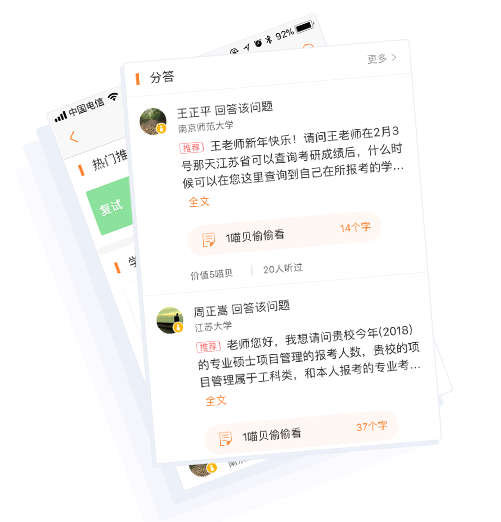 中国电信
92%
热门推
复试
学
分答
更多
王正平 回答该问题
南京师范大学
推荐 王老师新年快乐！请问王老师在2月3
号那天江苏省可以查询考研成绩后，什么时
候可以在您这里查询到自己在所报考的学...
全文
1喵贝偷偷看
14个字
价值5喵贝
20人听过
周正嵩 回答该问题
江苏大学
推荐 老师您好，我想请问贵校今年(2018)
的专业硕士项目管理的报考人数，贵校的项
目管理属于工科类，和本人报考的专业考...
全文
1喵贝偷偷看
37个字